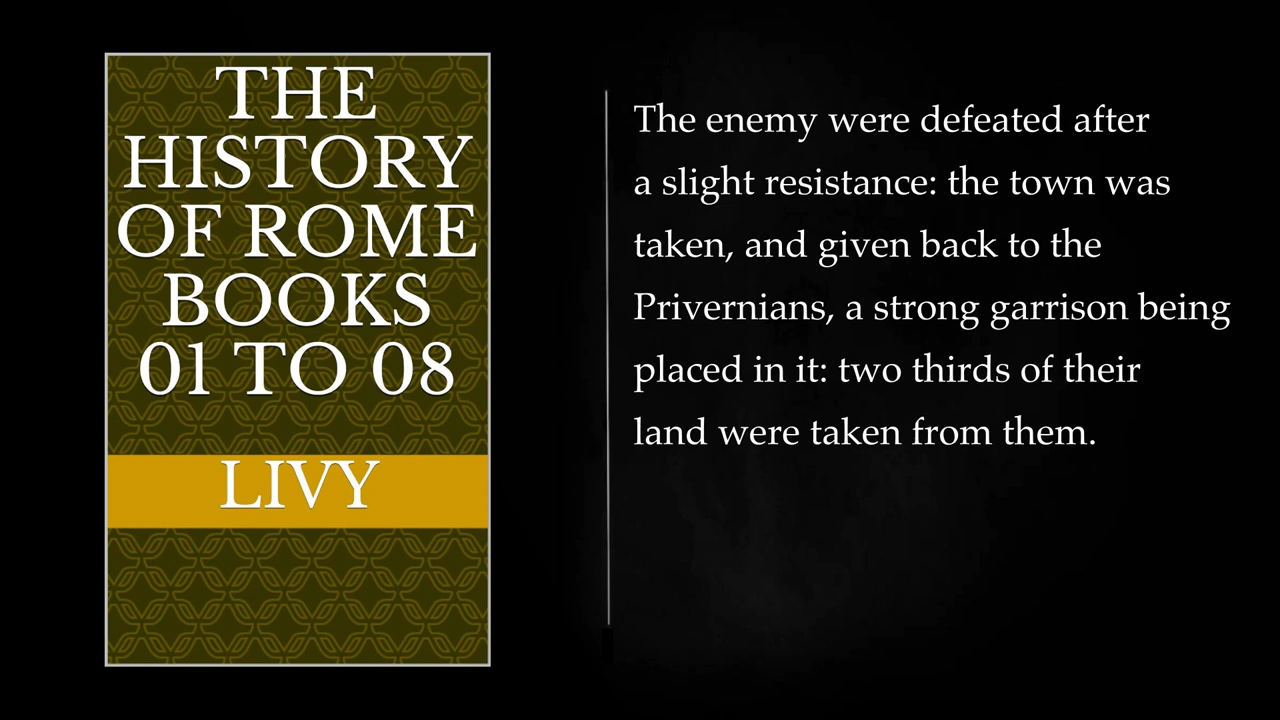 THE
HISTORY
OF ROME
BOOKS
01 TO 08
LIVY
The enemy were defeated after
a slight resistance: the town was
taken, and given back to the
Privernians, a strong garrison being
placed in it: two thirds of their
land were taken from them.